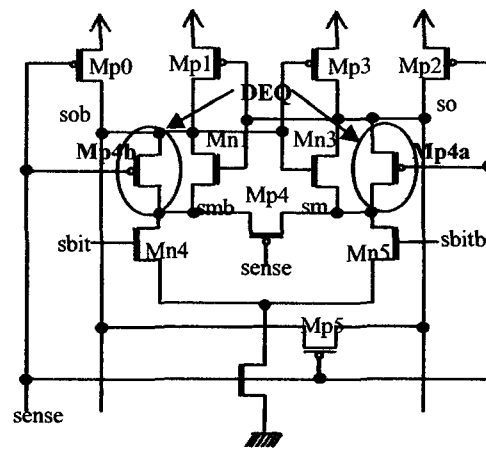 Mp0
Mp1
Mp3
Mp2
DEQ
sob
so
Mp4b
Mn1
Mn3
Mp4a
Mp4
smb
sm
sbit
Mn4
Mn5
sbitb
sense
Mp5
sense